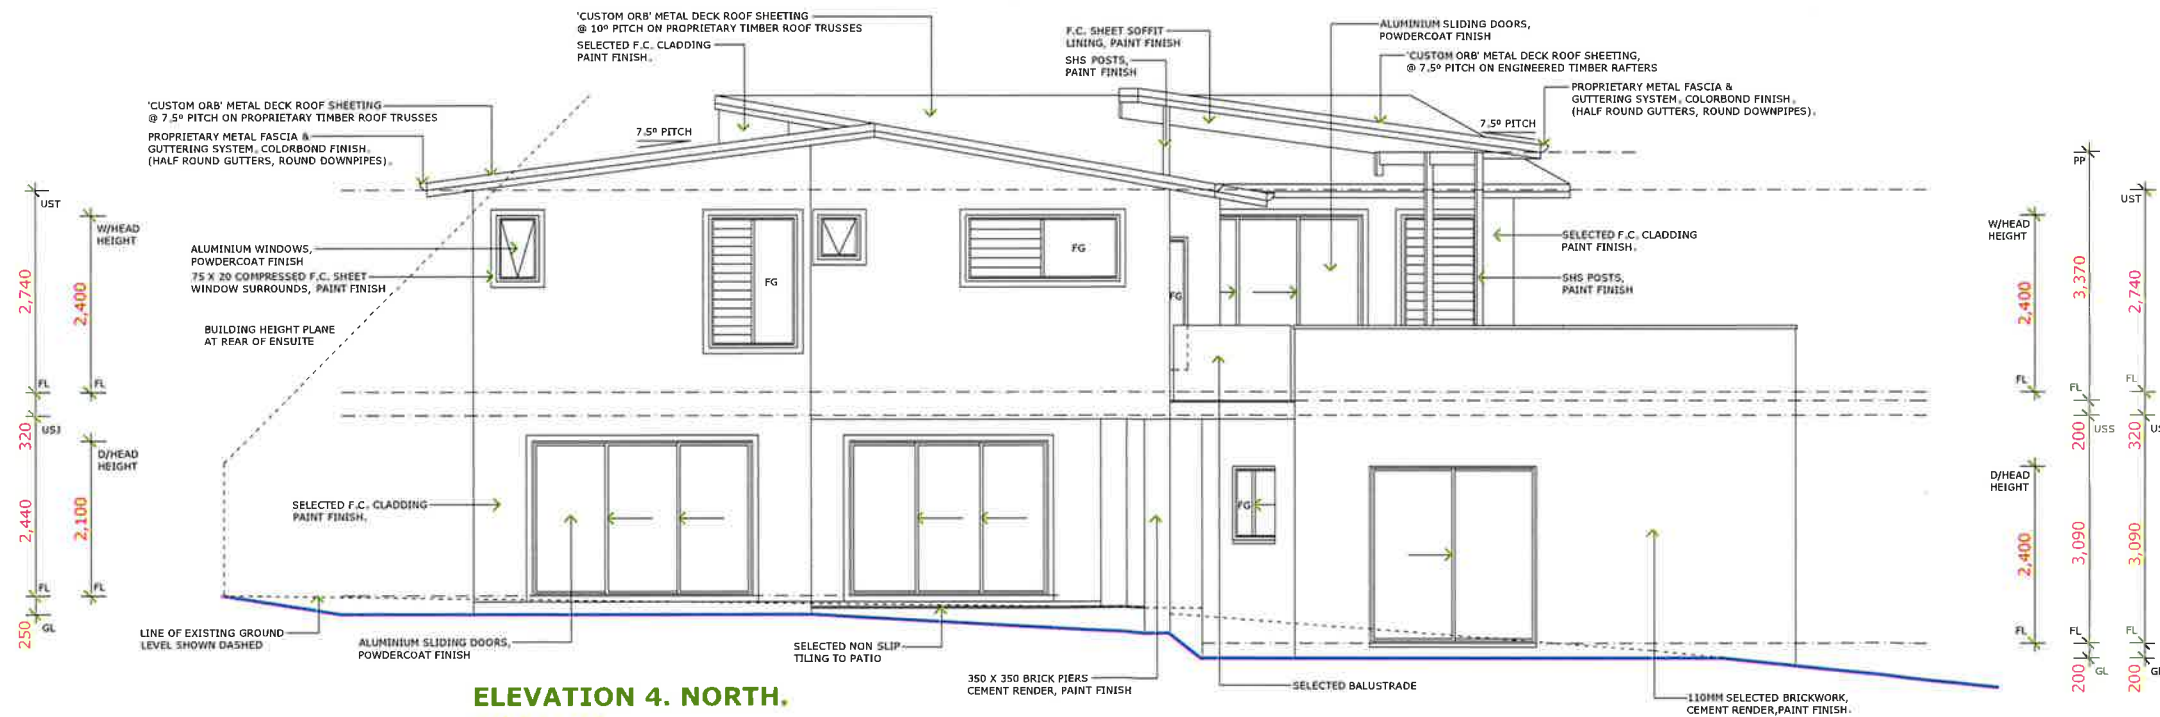 'CUSTOM ORB' METAL DECK ROOF SHEETING
@ 10º PITCH ON PROPRIETARY TIMBER ROOF TRUSSES
SELECTED F.C. CLADDING
PAINT FINISH.
F.C. SHEET SOFFIT
LINING, PAINT FINISH
SHS POSTS,
PAINT FINISH
ALUMINIUM SLIDING DOORS,
POWDERCOAT FINISH
'CUSTOM ORB' METAL DECK ROOF SHEETING,
@ 7.5º PITCH ON ENGINEERED TIMBER RAFTERS
PROPRIETARY METAL FASCIA &
GUTTERING SYSTEM. COLORBOND FINISH.
(HALF ROUND GUTTERS, ROUND DOWNPIPES).
'CUSTOM ORB' METAL DECK ROOF SHEETING
@ 7.5º PITCH ON PROPRIETARY TIMBER ROOF TRUSSES
PROPRIETARY METAL FASCIA &
GUTTERING SYSTEM. COLORBOND FINISH.
(HALF ROUND GUTTERS, ROUND DOWNPIPES).
7.5º PITCH
7.5º PITCH
UST
W/HEAD
HEIGHT
2,740
2,400
FL
FL
320
USJ
D/HEAD
HEIGHT
2,440
2,100
FL
FL
250
GL
ALUMINIUM WINDOWS,
POWDERCOAT FINISH
75 X 20 COMPRESSED F.C. SHEET
WINDOW SURROUNDS, PAINT FINISH
BUILDING HEIGHT PLANE
AT REAR OF ENSUITE
FG
FG
FG
FG
SELECTED F.C. CLADDING
PAINT FINISH.
SHS POSTS,
PAINT FINISH
SELECTED F.C. CLADDING
PAINT FINISH.
W/HEAD
HEIGHT
2,400
FL
D/HEAD
HEIGHT
2,400
FL
PP
3,370
FL
200
USS
3,090
FL
200
GL
UST
2,740
FL
320
3,090
FL
200
LINE OF EXISTING GROUND
LEVEL SHOWN DASHED
ALUMINIUM SLIDING DOORS,
POWDERCOAT FINISH
SELECTED NON SLIP
TILING TO PATIO
350 X 350 BRICK PIERS
CEMENT RENDER, PAINT FINISH
SELECTED BALUSTRADE
110MM SELECTED BRICKWORK,
CEMENT RENDER,PAINT FINISH.
ELEVATION 4. NORTH.